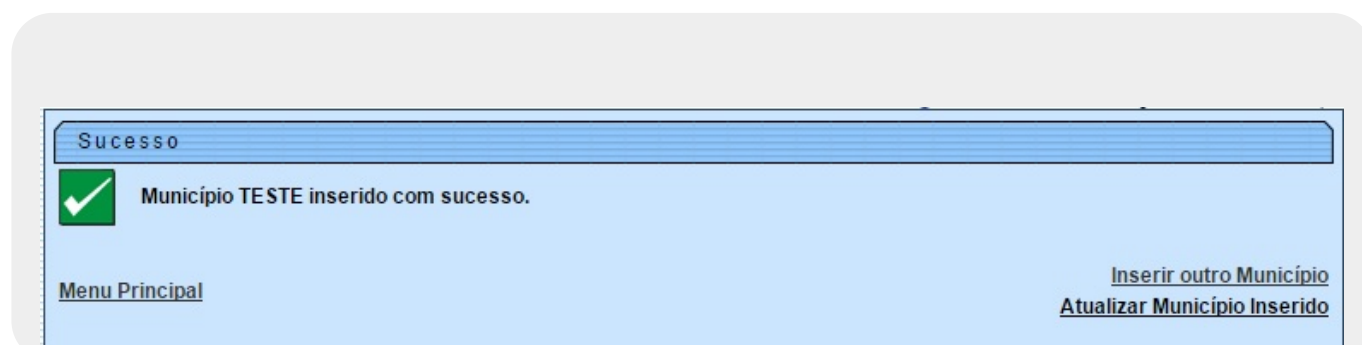 Sucesso
Município TESTE inserido com sucesso.
Menu Principal
Inserir outro Município
Atualizar Município Inserido